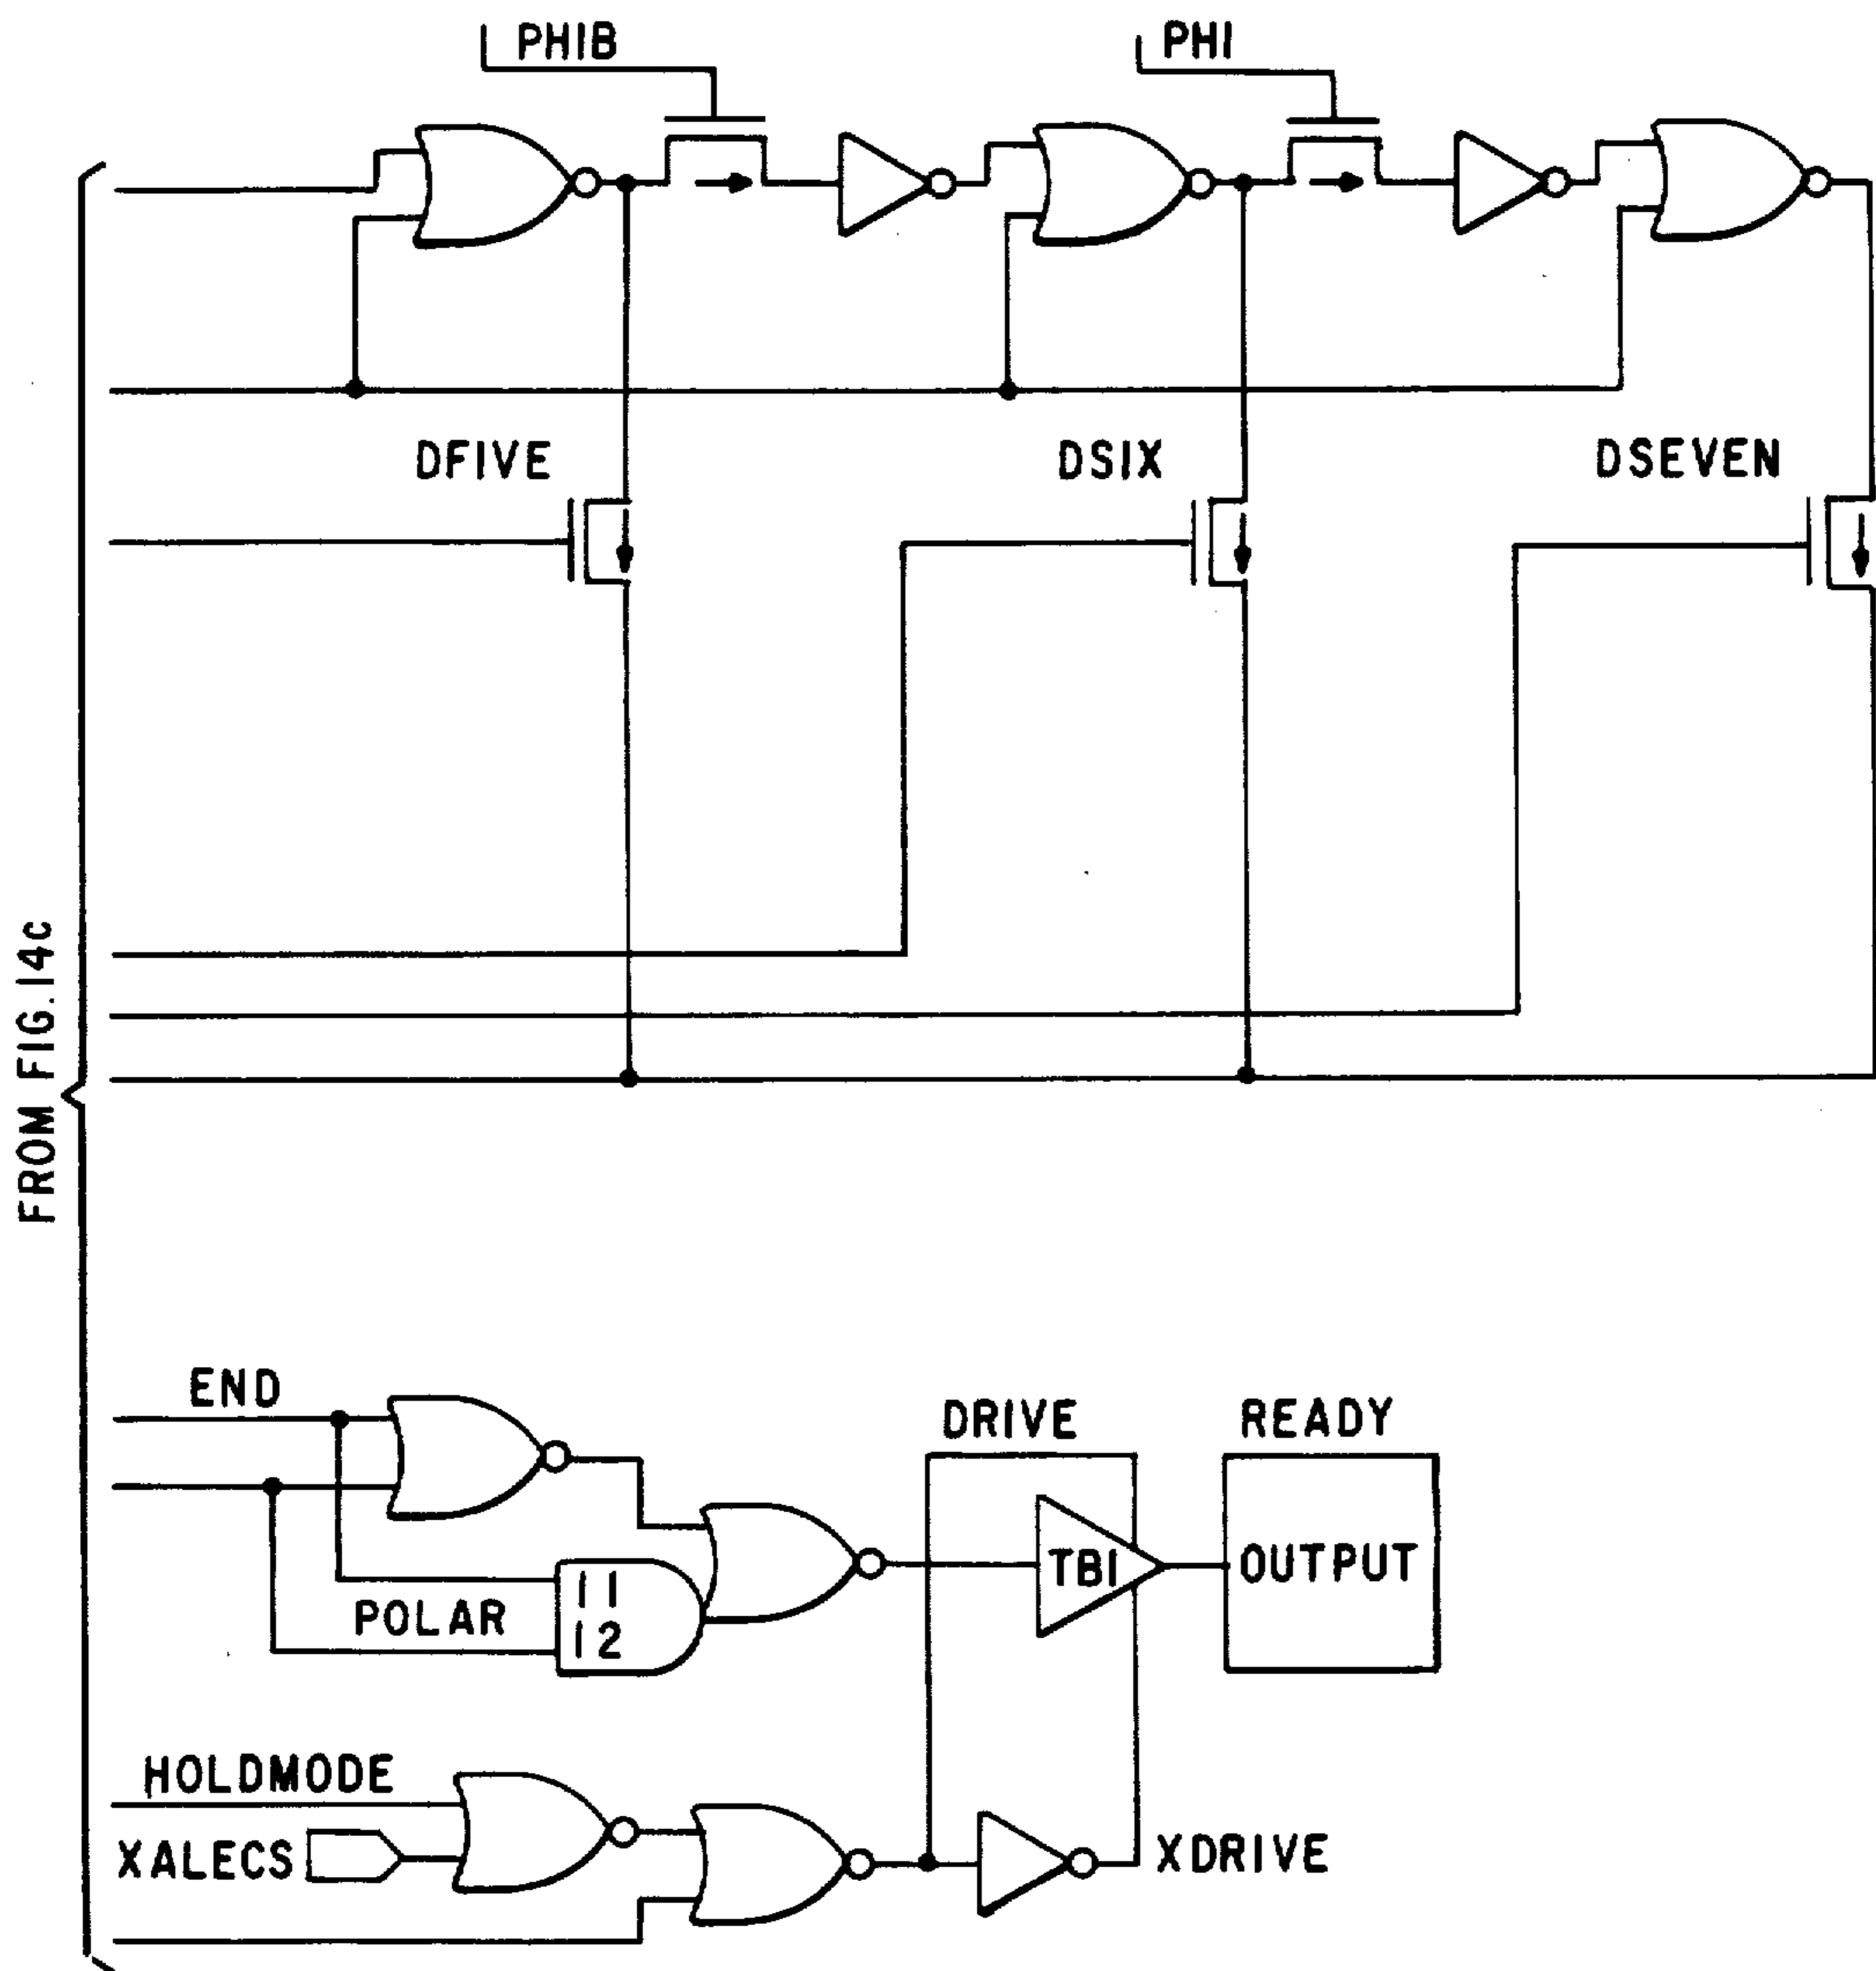 PHIB
PHI
DFIVE
DSIX
DSEVEN
FROM FIG.14c
END
DRIVE
READY
TBI
OUTPUT
POLAR
I1
I2
HOLDMODE
XALECS
XDRIVE